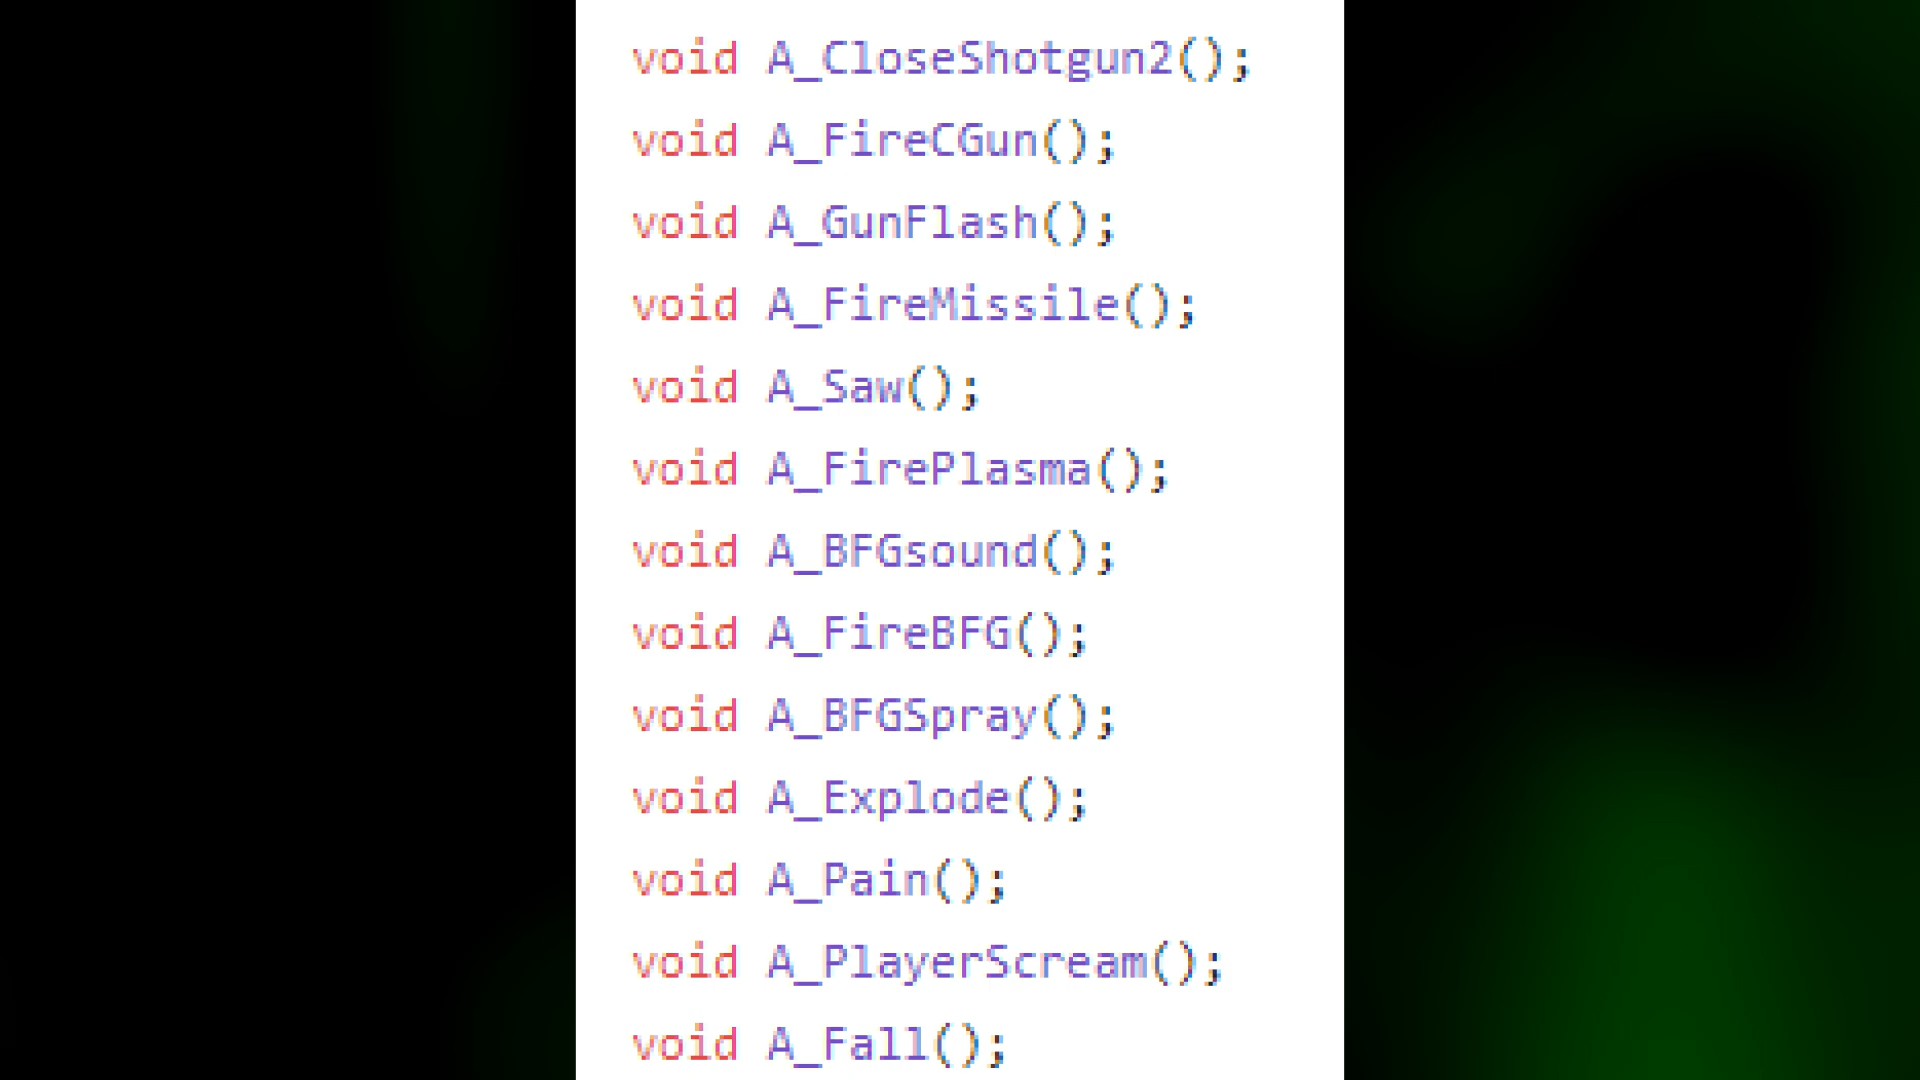 void A_CloseShotgun2();
void A_FireCGun();
void A_GunFlash();
void A_FireMissile();
void A_Saw();
void A_FirePlasma();
void A_BFGsound();
void A_FireBFG();
void A_BFGSpray();
void A_Explode();
void A_Pain();
void A_PlayerScream();
void A_Fall();